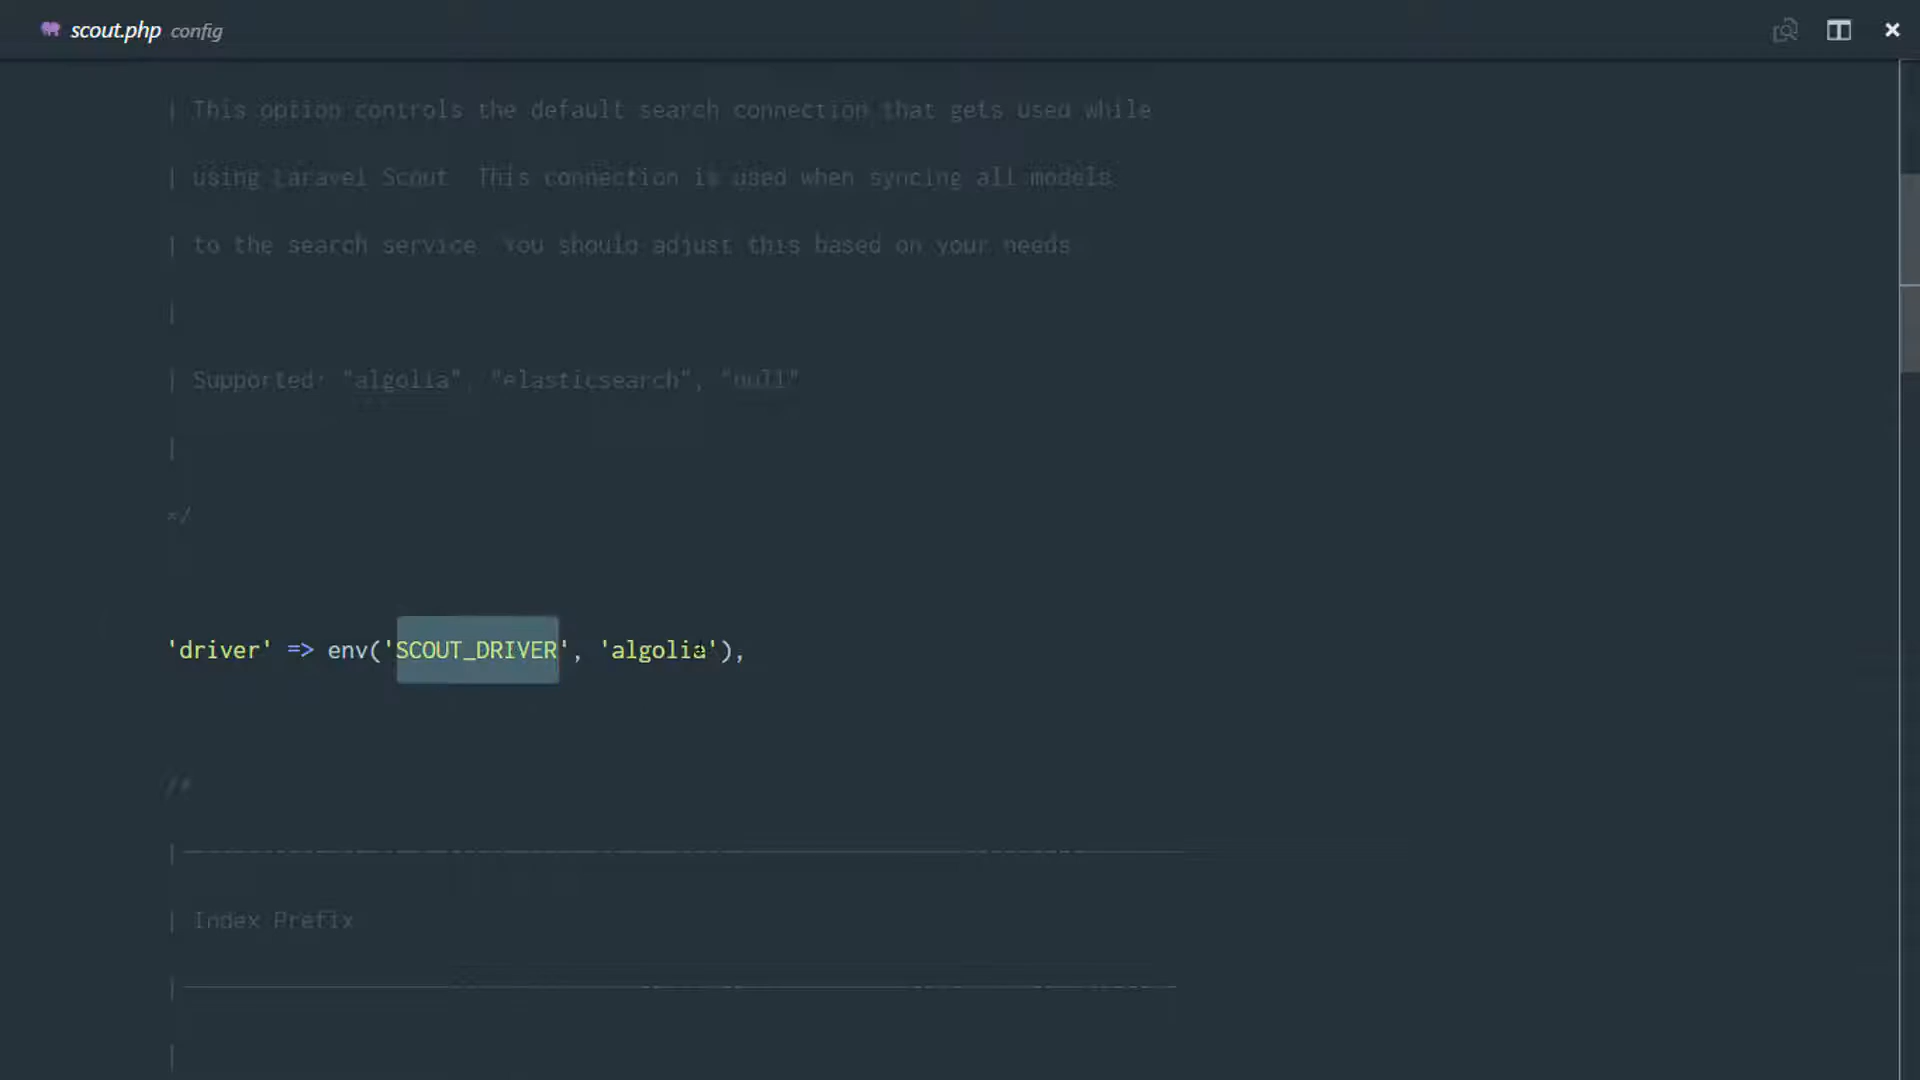 scout.php config
| This option controls the default search connection that gets used while
| using Laravel Scout. This connection is used when syncing all models
| to the search service. You should adjust this based on your needs.
|
| Supported: "algolia", "elasticsearch", "null"
|
*/
'driver' => env('SCOUT_DRIVER', 'algolia'),
/*
|--------------------------------------------------------------------------
| Index Prefix
|--------------------------------------------------------------------------
|